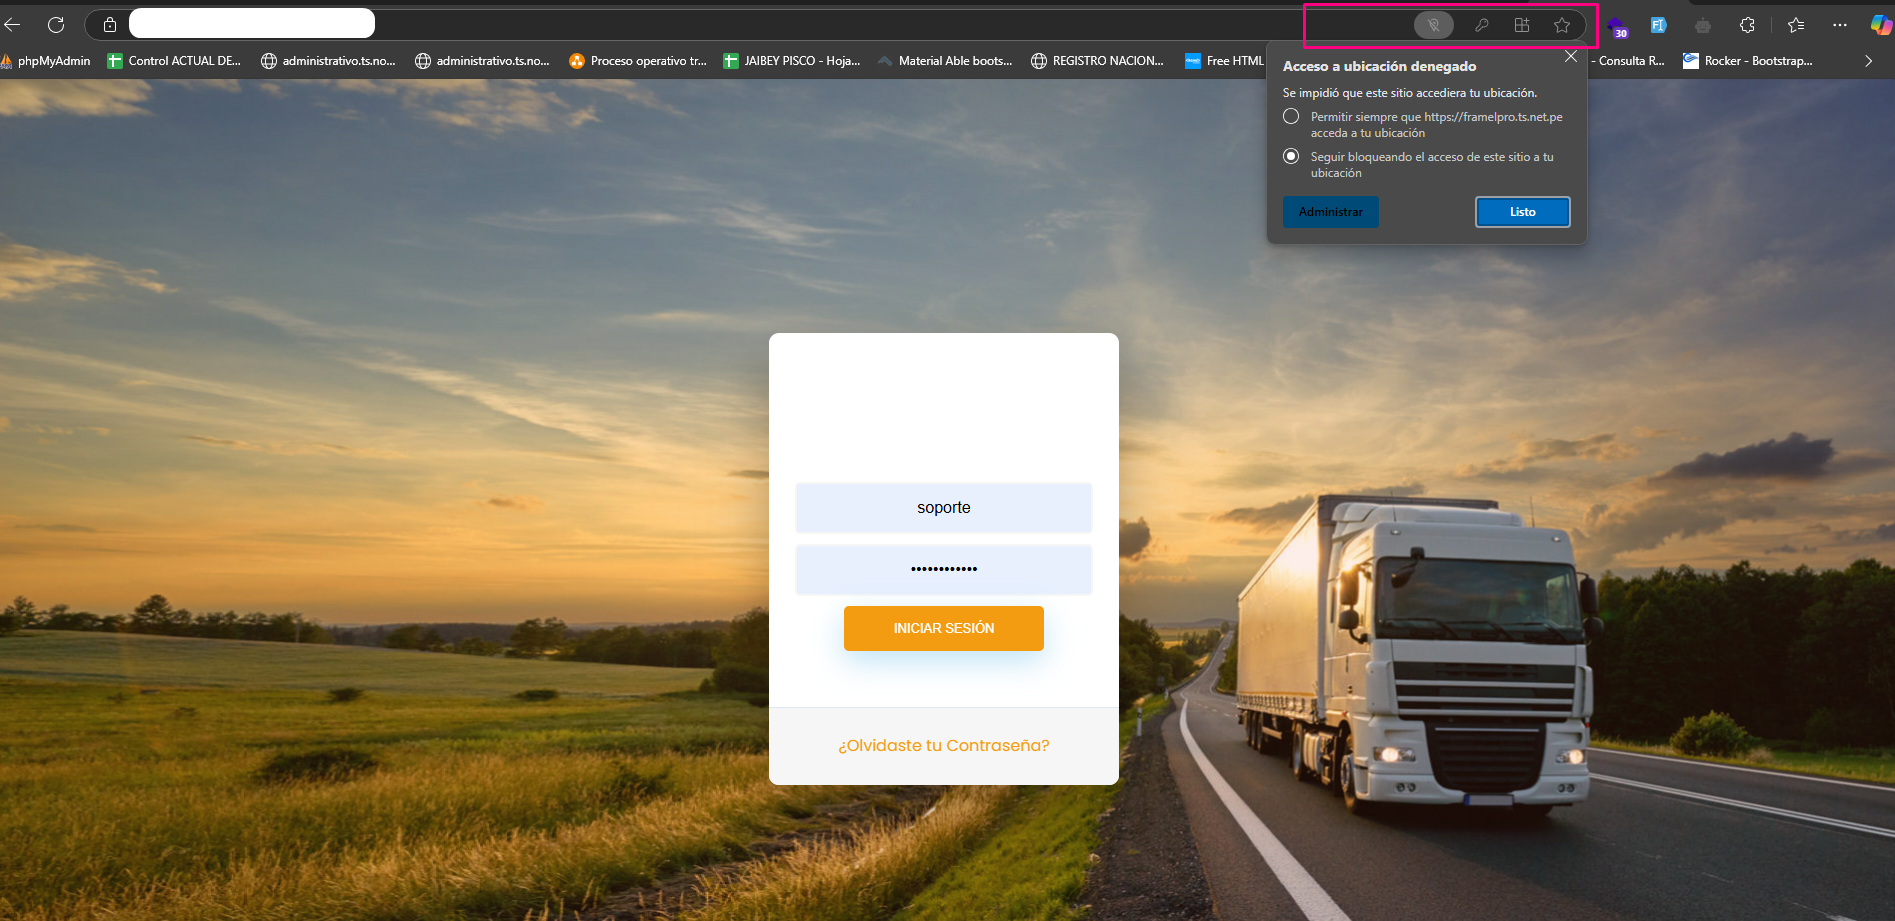 30
phpMyAdmin
Control ACTUAL DE...
administrativo.ts.no...
administrativo.ts.no...
Proceso operativo tr...
JAIBEY PISCO - Hoja...
Material Able boots...
REGISTRO NACION...
Free HTML
- Consulta R...
Rocker - Bootstrap...
Acceso a ubicación denegado
Se impidió que este sitio accediera tu ubicación.
Permitir siempre que https://framelpro.ts.net.pe
acceda a tu ubicación
Seguir bloqueando el acceso de este sitio a tu
ubicación
Administrar
Listo
soporte
••••••••••••
INICIAR SESIÓN
¿Olvidaste tu Contraseña?